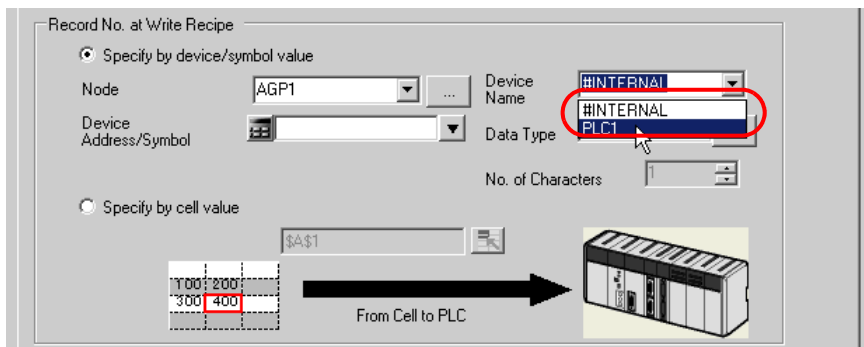 Record No. at Write Recipe
Specify by device/symbol value
Node
AGP1
...
Device
Name
#INTERNAL
#INTERNAL
PLC1
Device
Address/Symbol
Data Type
No. of Characters
1
Specify by cell value
$A$1
100 200
300 400
From Cell to PLC